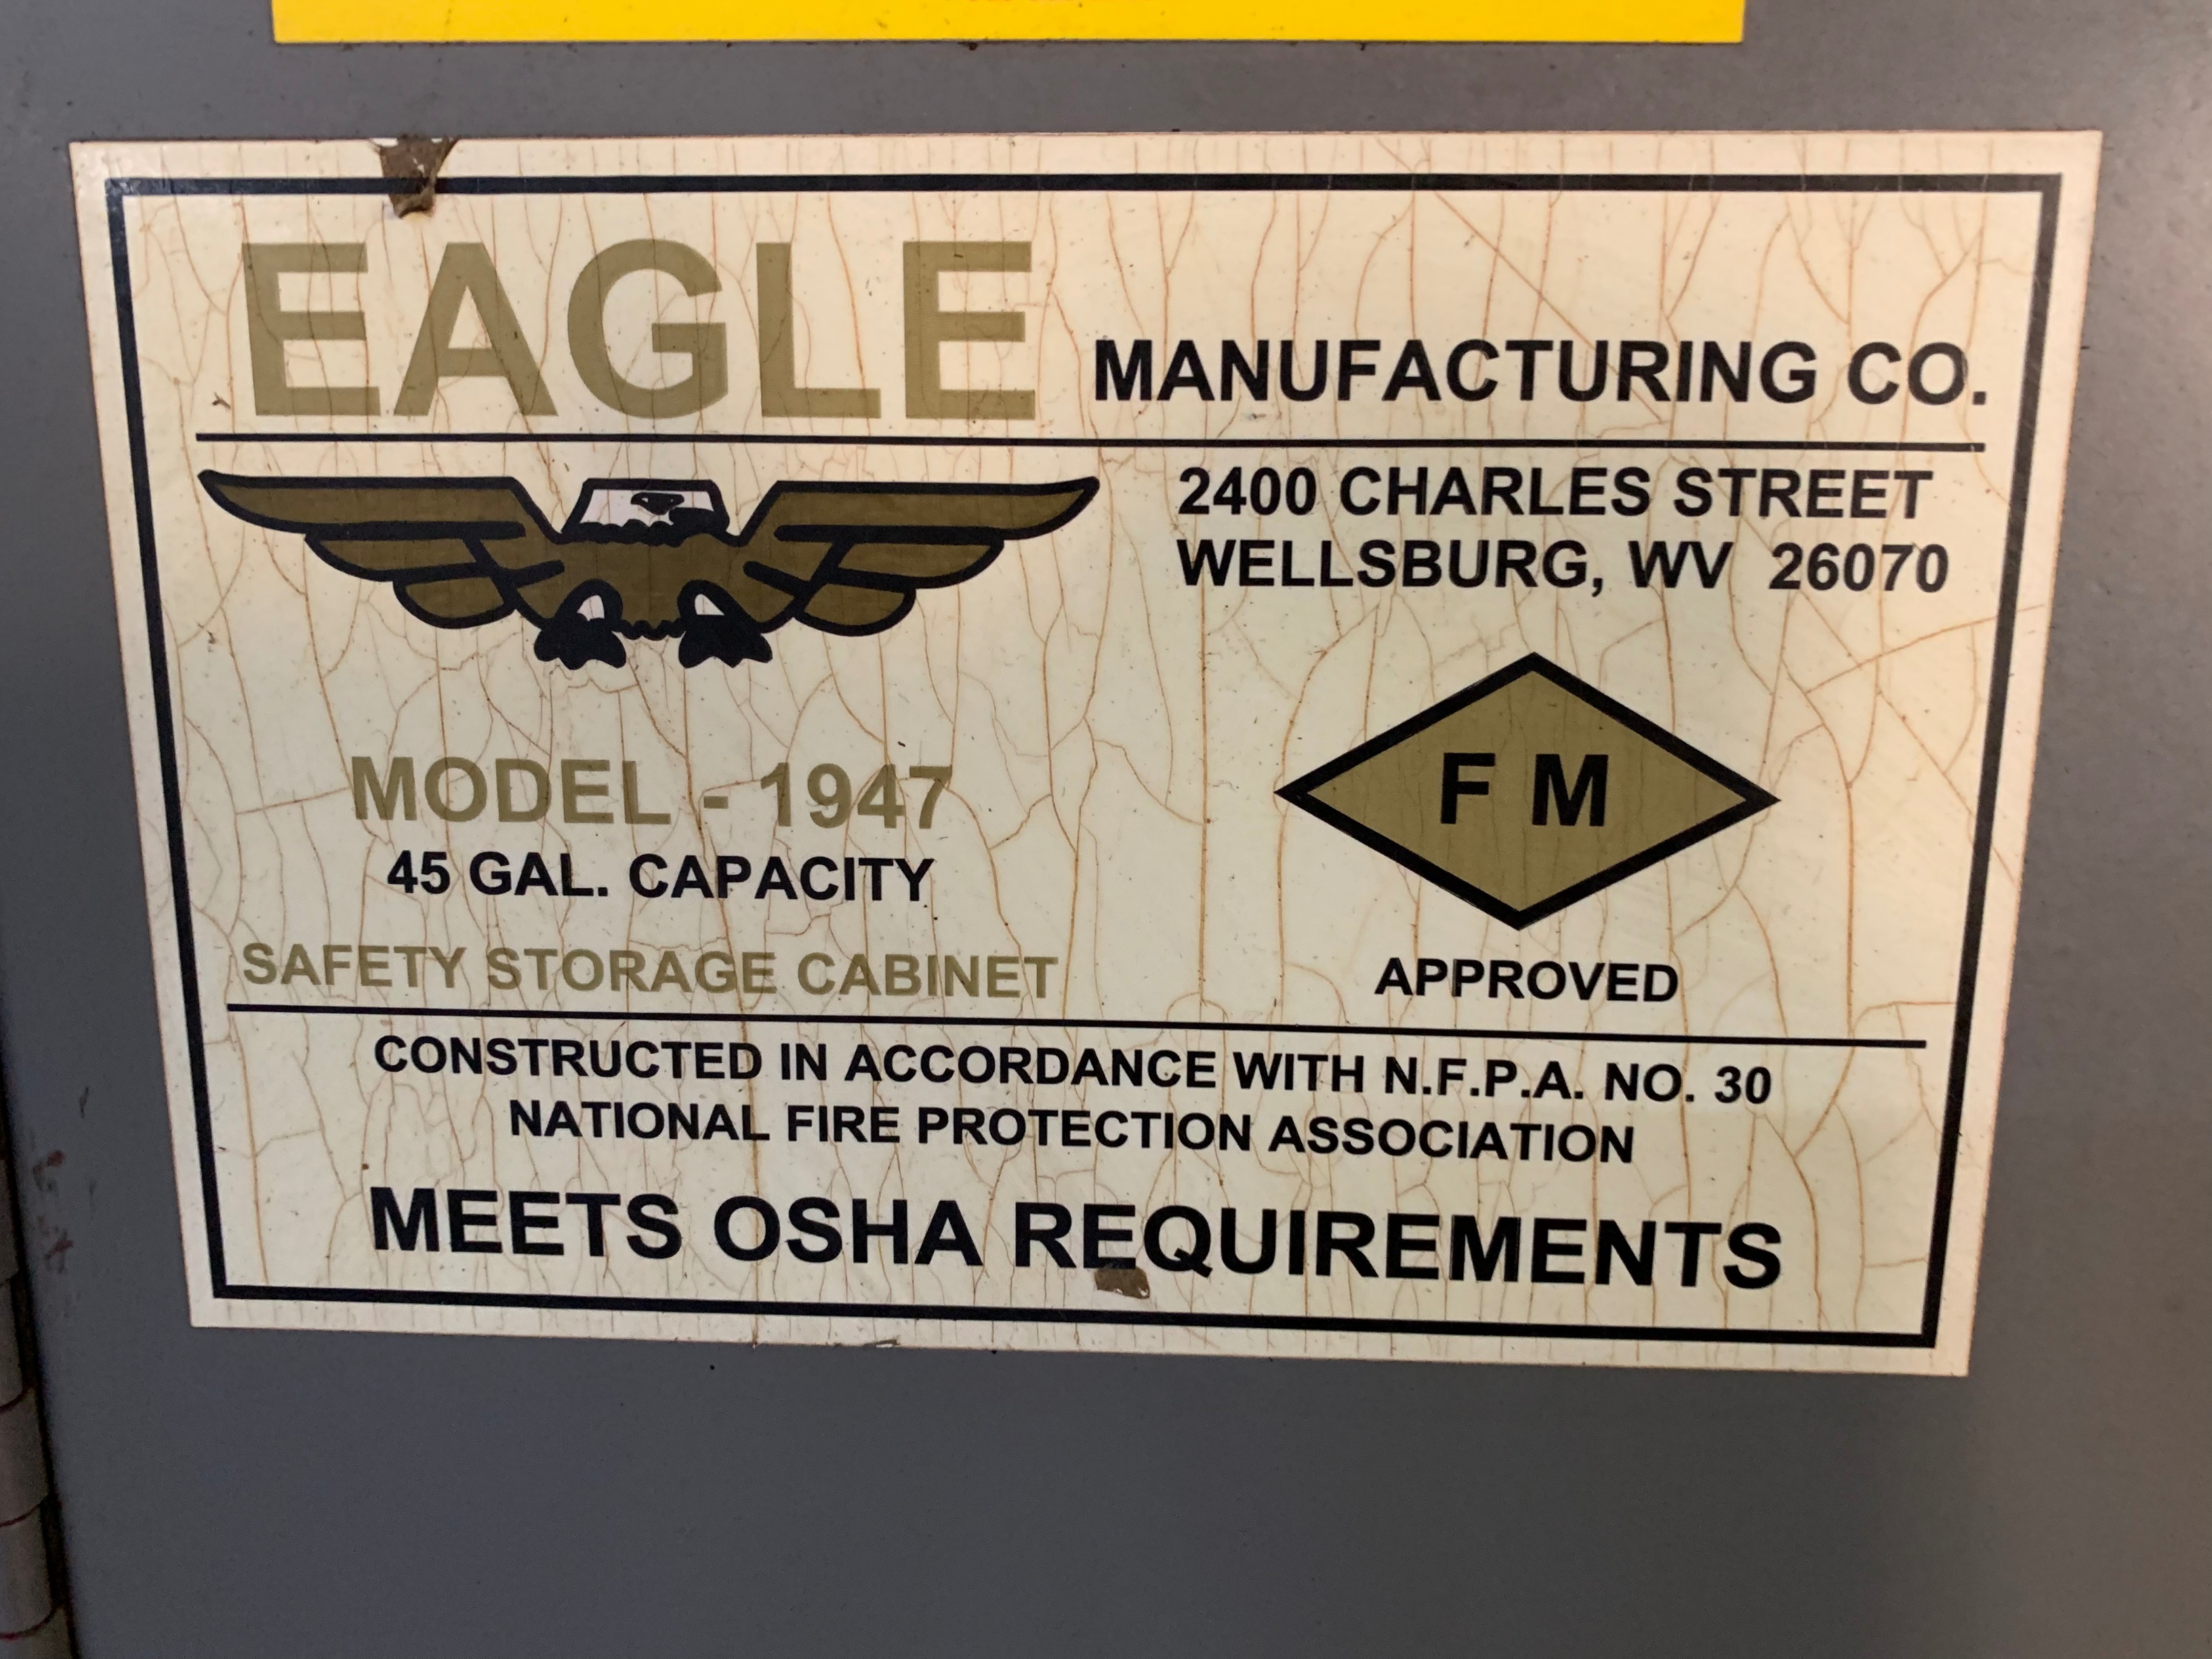 EAGLE MANUFACTURING CO.
2400 CHARLES STREET
WELLSBURG, WV 26070
MODEL - 1947
45 GAL. CAPACITY
SAFETY STORAGE CABINET
F M
APPROVED
CONSTRUCTED IN ACCORDANCE WITH N.F.P.A. NO. 30
NATIONAL FIRE PROTECTION ASSOCIATION
MEETS OSHA REQUIREMENTS